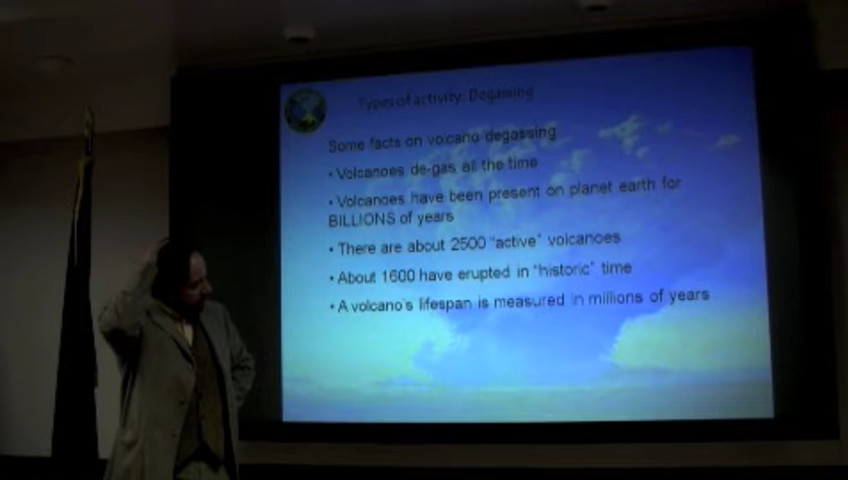 Types of activity: Degassing
Some facts on volcano degassing
• Volcanoes de-gas all the time
• Volcanoes have been present on planet earth for
BILLIONS of years
• There are about 2500 "active" volcanoes
• About 1600 have erupted in "historic" time
• A volcano's lifespan is measured in millions of years